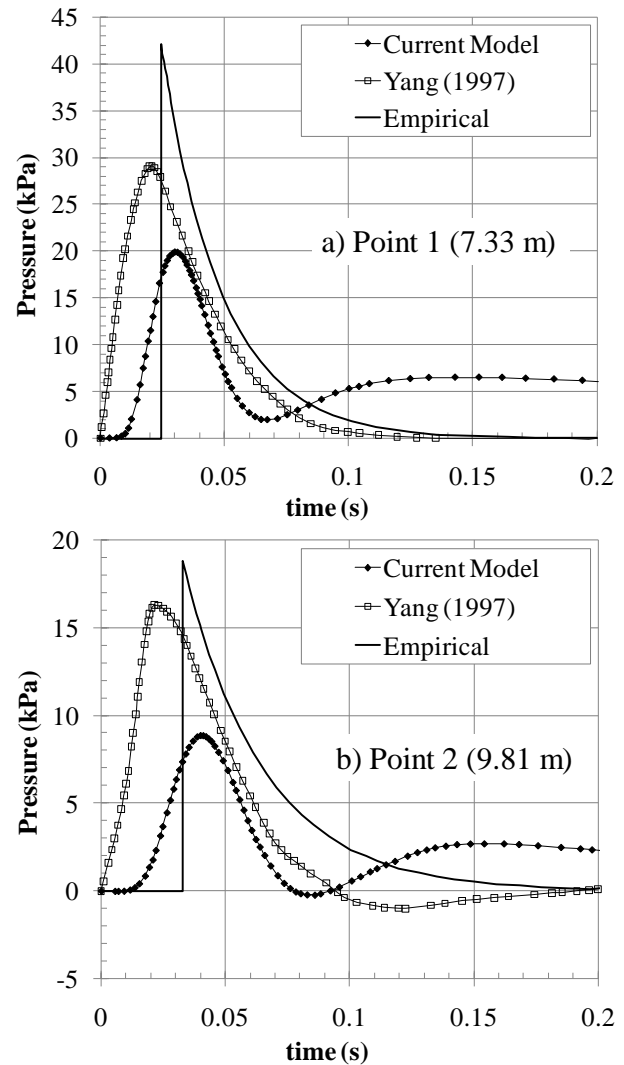 45
40
35
30
25
20
15
10
5
0
Pressure (kPa)
Current Model
Yang (1997)
Empirical
a) Point 1 (7.33 m)
0 0.05 0.1 0.15 0.2
time (s)
20
15
10
5
0
-5
Pressure (kPa)
Current Model
Yang (1997)
Empirical
b) Point 2 (9.81 m)
0 0.05 0.1 0.15 0.2
time (s)